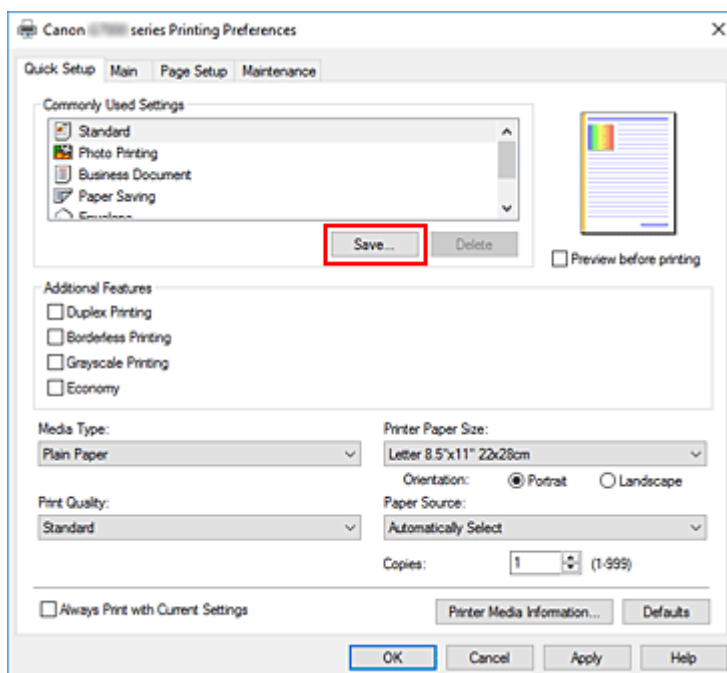 Canon series Printing Preferences
Quick Setup Main Page Setup Maintenance
Commonly Used Settings
Standard
Photo Printing
Business Document
Paper Saving
Envelope
Save... Delete
Preview before printing
Additional Features
Duplex Printing
Borderless Printing
Grayscale Printing
Economy
Media Type: Printer Paper Size:
Plain Paper Letter 8.5"x11" 22x28cm
Orientation: Portrait Landscape
Print Quality: Paper Source:
Standard Automatically Select
Copies: 1 (1-999)
Always Print with Current Settings Printer Media Information... Defaults
OK Cancel Apply Help